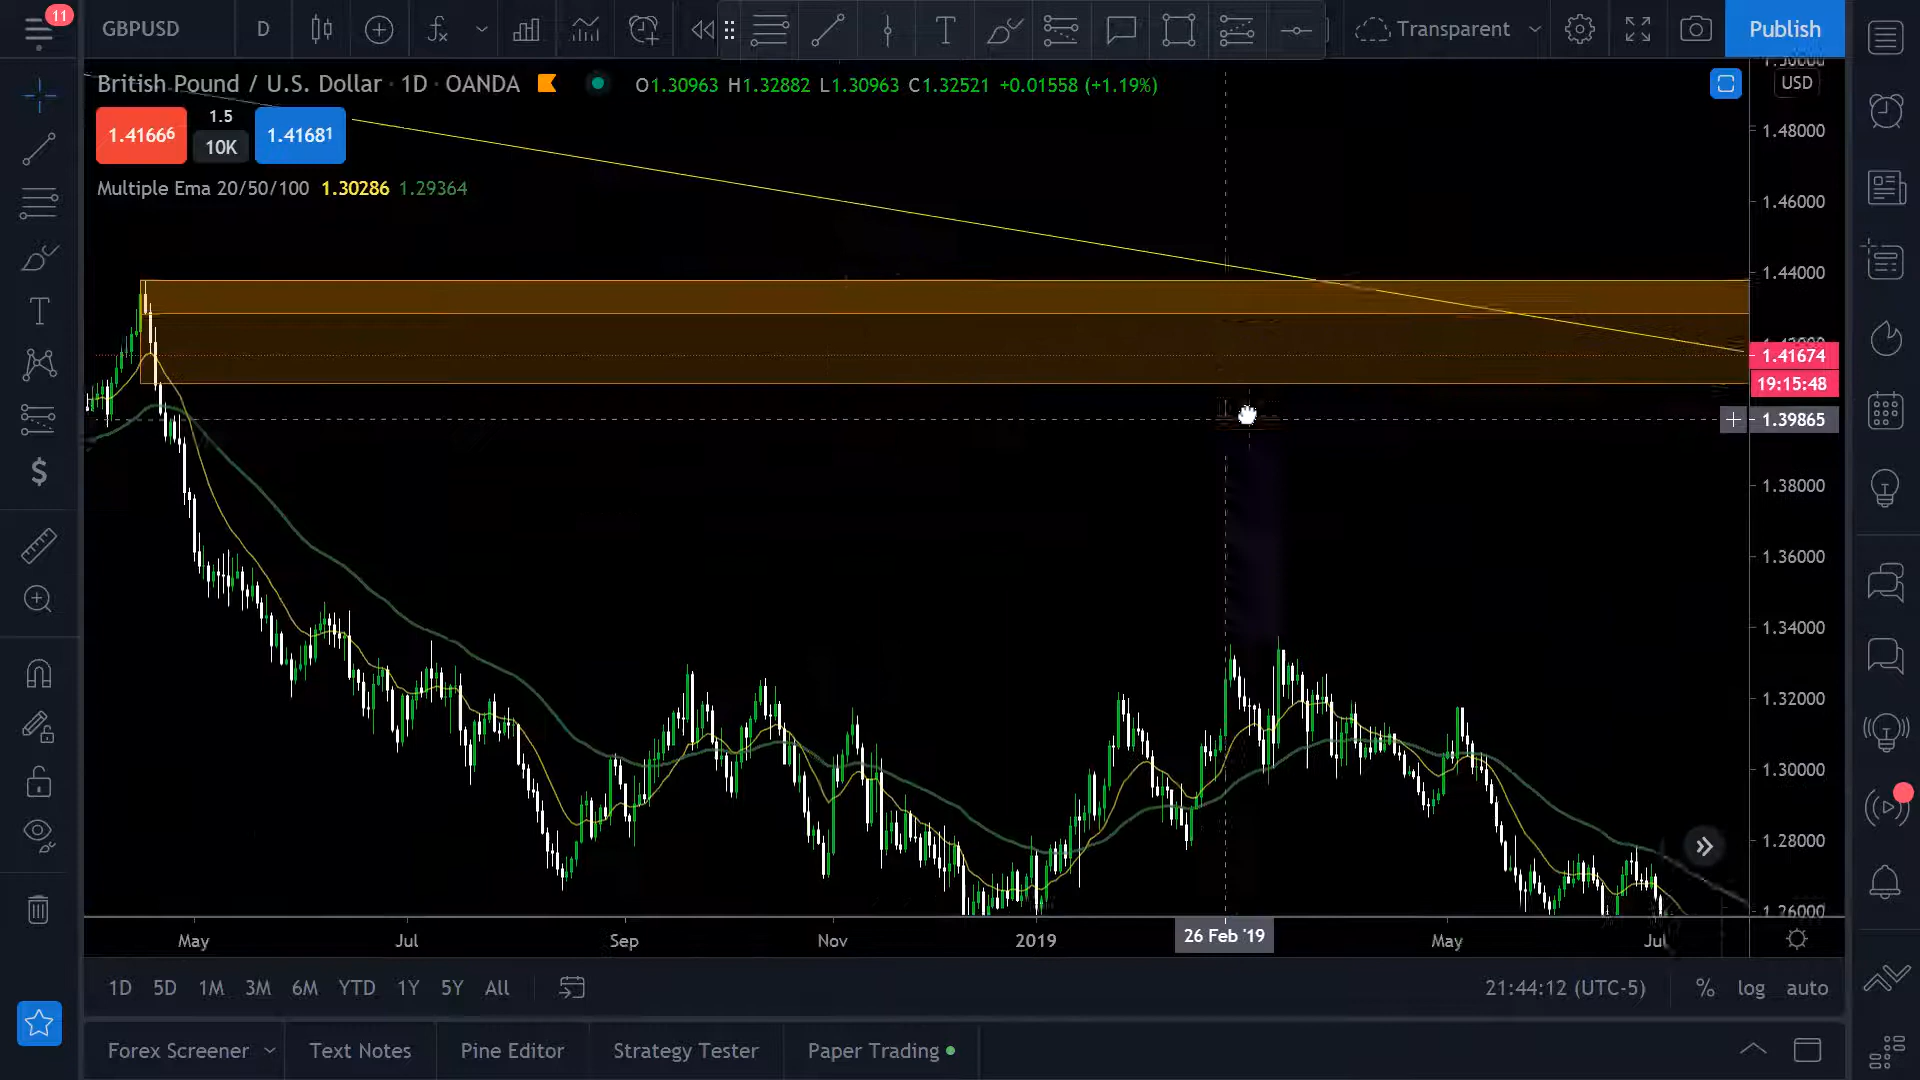 11
GBPUSD D Transparent Publish
British Pound / U.S. Dollar · 1D · OANDA O1.30963 H1.32882 L1.30963 C1.32521 +0.01558 (+1.19%)
USD
1.41666 1.5 10K 1.41681
Multiple Ema 20/50/100 1.30286 1.29364
1.48000
1.46000
1.44000
1.41674
19:15:48
1.39865
1.38000
1.36000
1.34000
1.32000
1.30000
1.28000
1.26000
May Jul Sep Nov 2019 26 Feb '19 May Jul
1D 5D 1M 3M 6M YTD 1Y 5Y All 21:44:12 (UTC-5) % log auto
Forex Screener Text Notes Pine Editor Strategy Tester Paper Trading